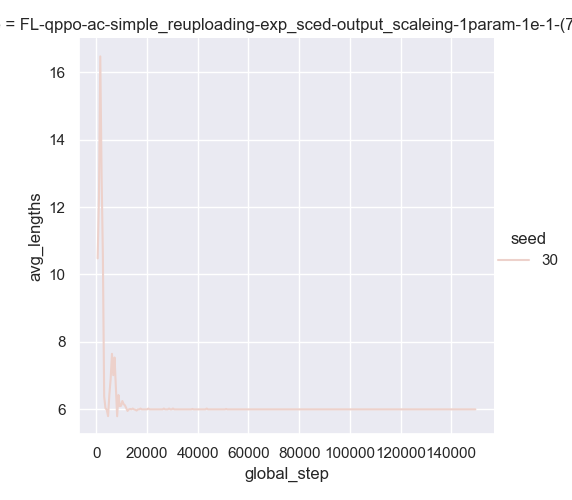 = FL-qppo-ac-simple_reuploading-exp_sced-output_scaleing-1param-1e-1-(7
16
14
12
10
8
6
avg_lengths
0 20000 40000 60000 80000 100000 120000 140000
global_step
seed
30